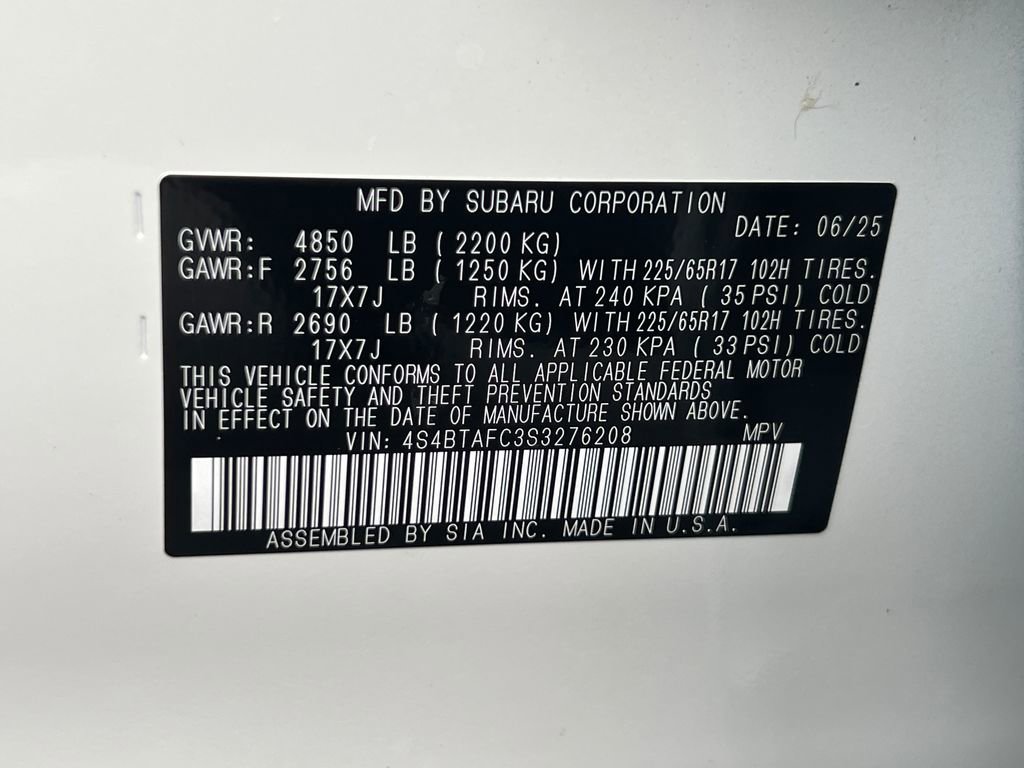 MFD BY SUBARU CORPORATION
DATE: 06/25
GVWR: 4850 LB ( 2200 KG)
GAWR:F 2756 LB ( 1250 KG) WITH 225/65R17 102H TIRES.
17X7J RIMS. AT 240 KPA ( 35 PSI) COLD
GAWR:R 2690 LB ( 1220 KG) WITH 225/65R17 102H TIRES.
17X7J RIMS. AT 230 KPA ( 33 PSI) COLD
THIS VEHICLE CONFORMS TO ALL APPLICABLE FEDERAL MOTOR
VEHICLE SAFETY AND THEFT PREVENTION STANDARDS
IN EFFECT ON THE DATE OF MANUFACTURE SHOWN ABOVE.
VIN: 4S4BTAFC3S3276208 MPV
ASSEMBLED BY SIA INC. MADE IN U.S.A.